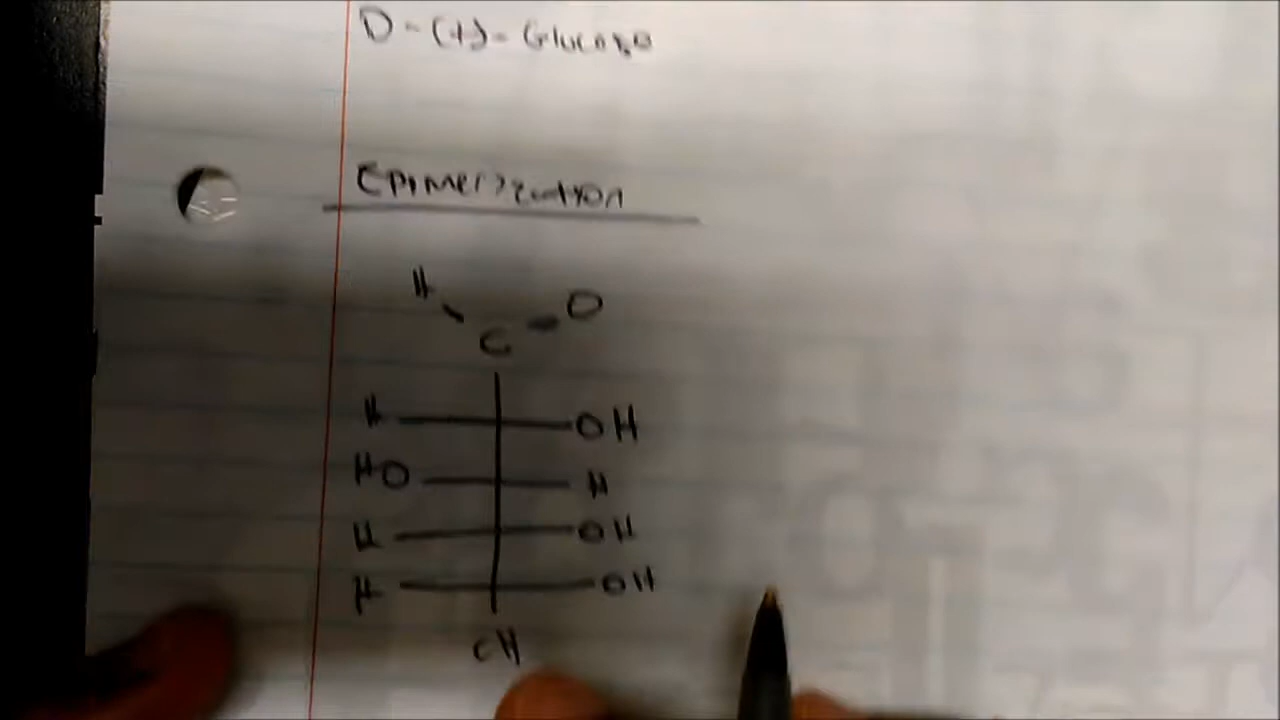 D-(+)-Glucose
Epimerization
H O
C
H OH
HO H
H OH
H OH
CH